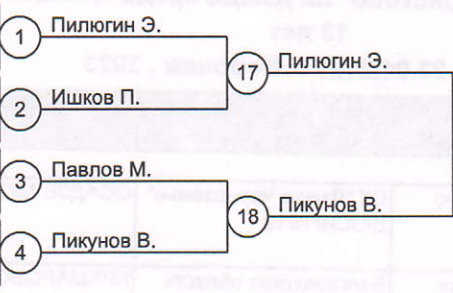 1 Пилюгин Э.
17 Пилюгин Э.
2 Ишков П.
3 Павлов М.
18 Пикунов В.
4 Пикунов В.